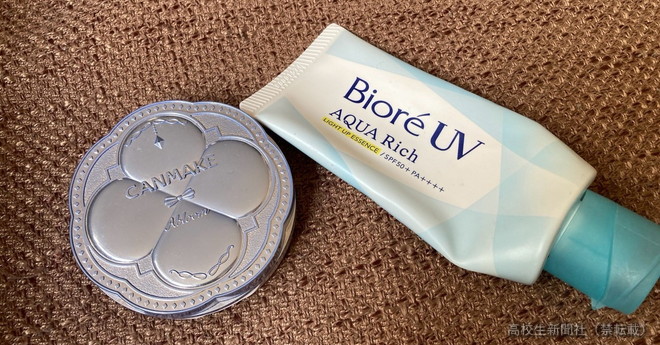 CANMAKE
Abloom
Bioré UV
AQUA Rich
LIGHT UP ESSENCE / SPF50+ PA++++
高校生新聞社（禁転載）